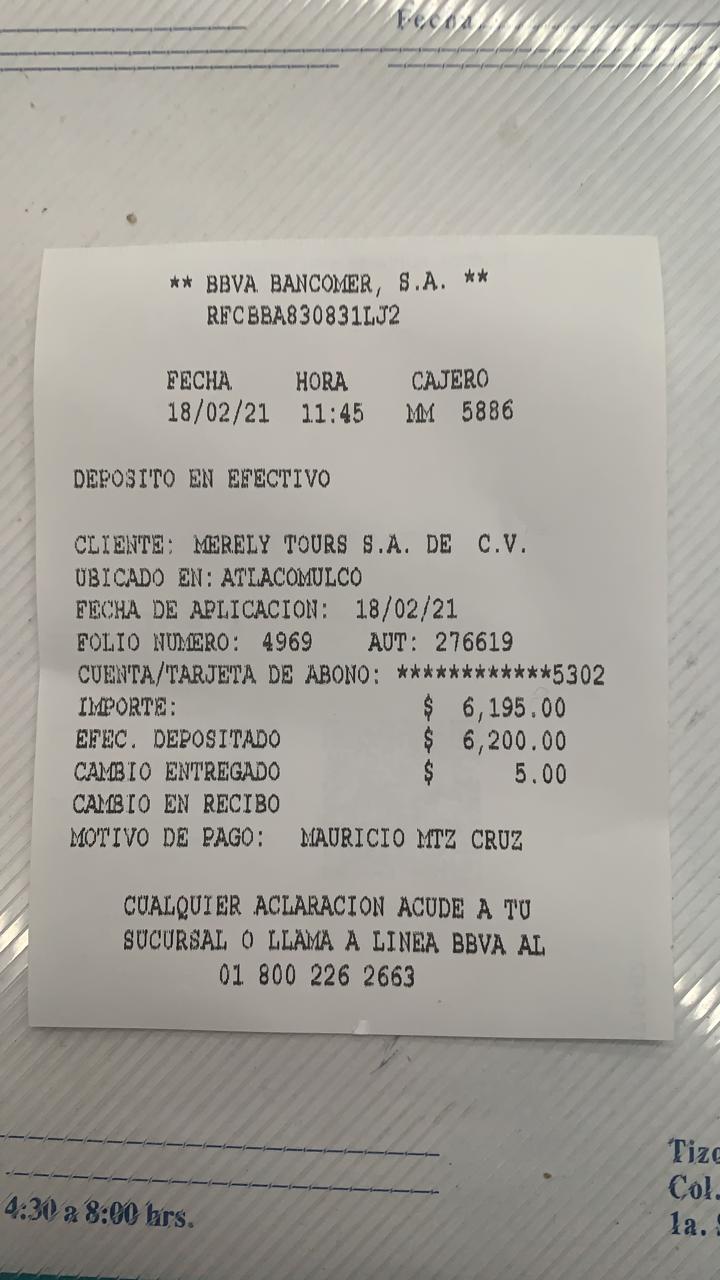 Fecha
** BBVA BANCOMER, S.A. **
RFCBBA830831LJ2
FECHA HORA CAJERO
18/02/21 11:45 MM 5886
DEPOSITO EN EFECTIVO
CLIENTE: MERELY TOURS S.A. DE C.V.
UBICADO EN: ATLACOMULCO
FECHA DE APLICACION: 18/02/21
FOLIO NUMERO: 4969 AUT: 276619
CUENTA/TARJETA DE ABONO: ************5302
IMPORTE: $ 6,195.00
EFEC. DEPOSITADO $ 6,200.00
CAMBIO ENTREGADO $ 5.00
CAMBIO EN RECIBO
MOTIVO DE PAGO: MAURICIO MTZ CRUZ
CUALQUIER ACLARACION ACUDE A TU
SUCURSAL O LLAMA A LINEA BBVA AL
01 800 226 2663
4:30 a 8:00 hrs.
Col.
1a.